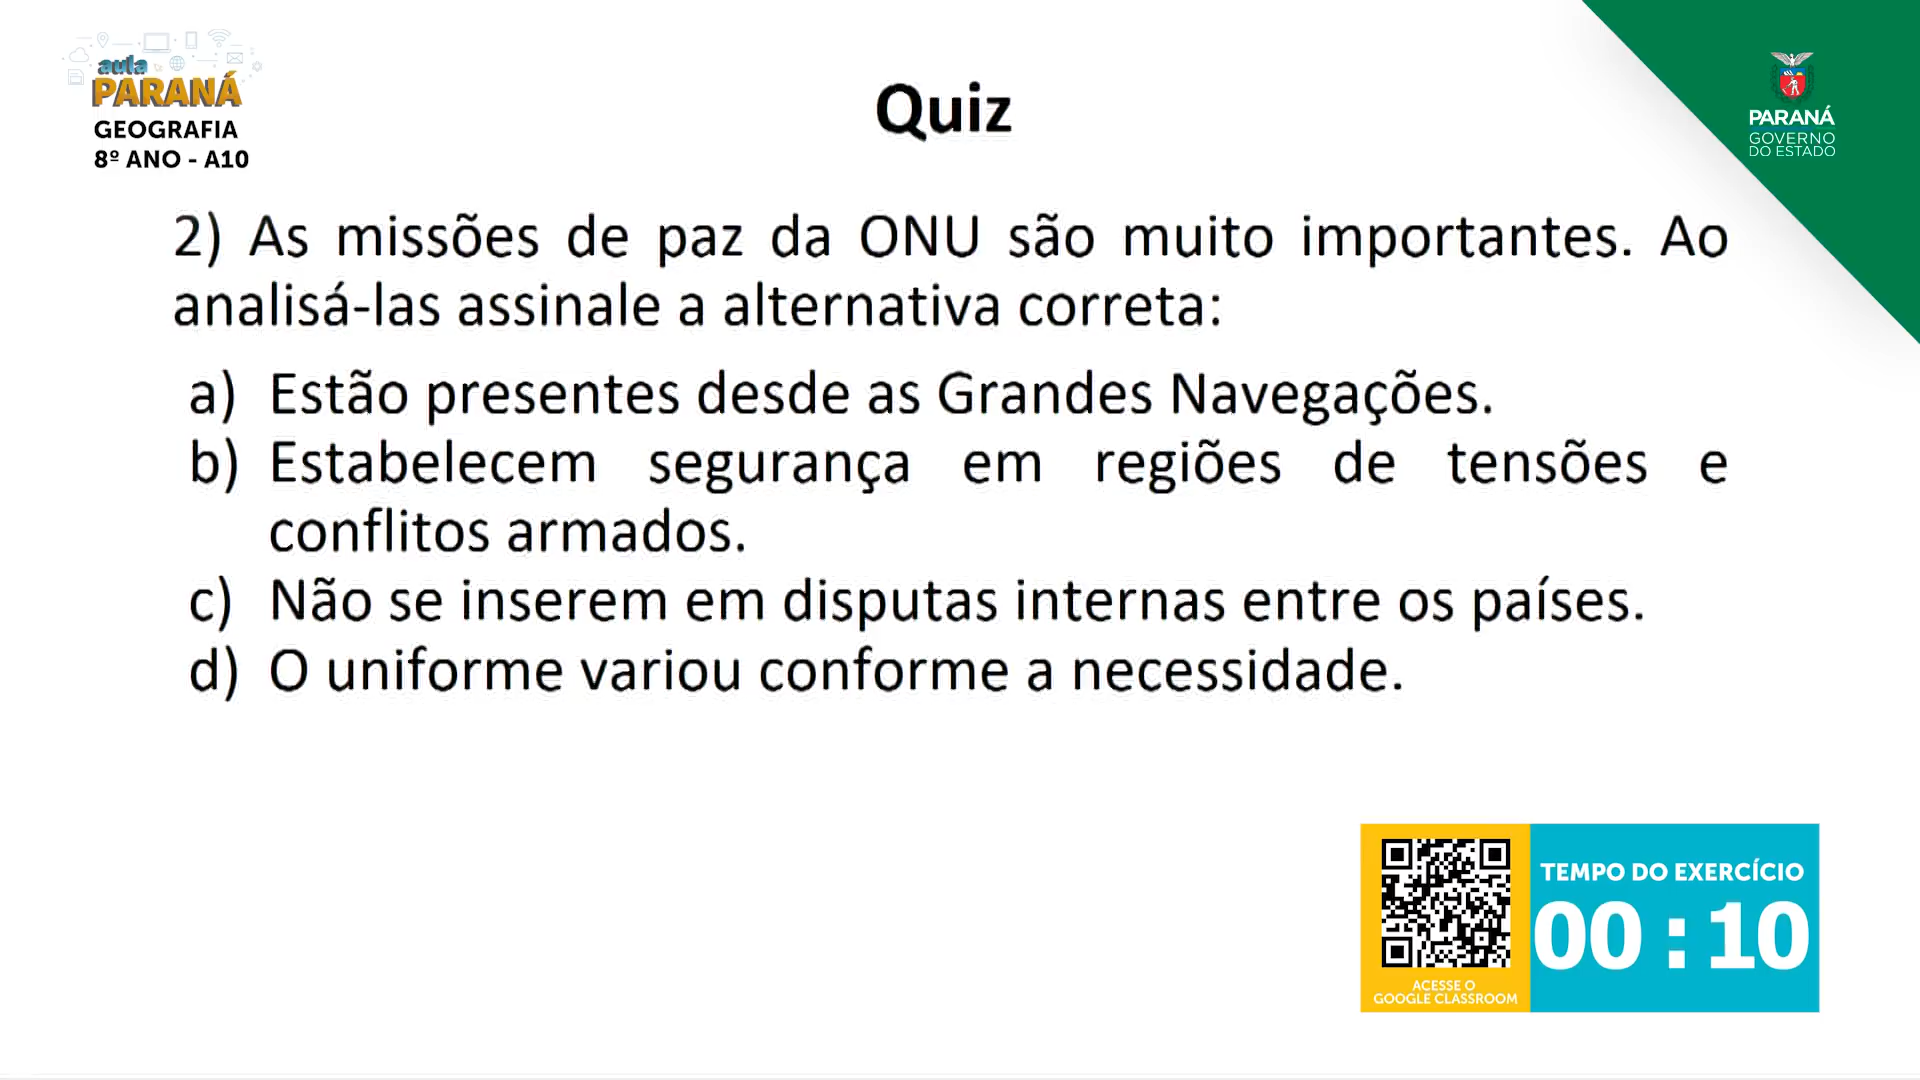 aula
PARANÁ
GEOGRAFIA
8º ANO - A10
Quiz
PARANÁ
GOVERNO
DO ESTADO
2) As missões de paz da ONU são muito importantes. Ao
analisá-las assinale a alternativa correta:
a) Estão presentes desde as Grandes Navegações.
b) Estabelecem segurança em regiões de tensões e
conflitos armados.
c) Não se inserem em disputas internas entre os países.
d) O uniforme variou conforme a necessidade.
TEMPO DO EXERCÍCIO
00 : 10
ACESSE O
GOOGLE CLASSROOM